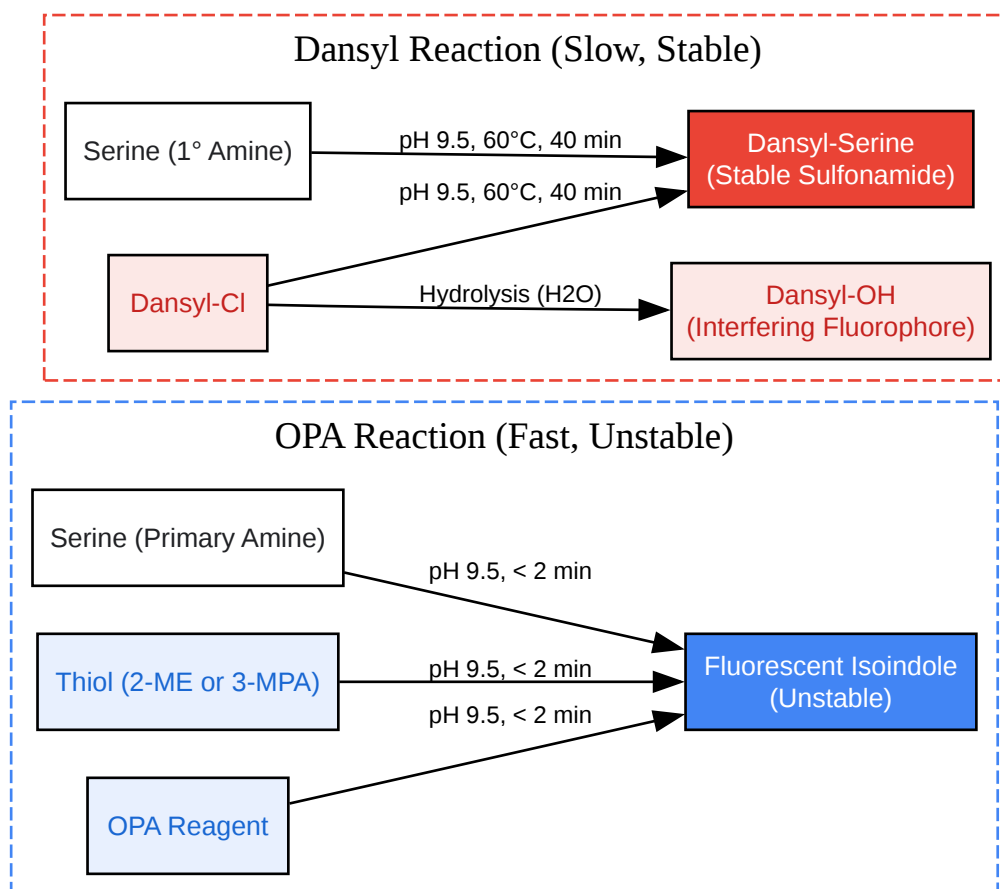 Dansyl Reaction (Slow, Stable)
Serine (1° Amine)
pH 9.5, 60°C, 40 min
Dansyl-Serine
(Stable Sulfonamide)
pH 9.5, 60°C, 40 min
Dansyl-Cl
Hydrolysis (H2O)
Dansyl-OH
(Interfering Fluorophore)
OPA Reaction (Fast, Unstable)
Serine (Primary Amine)
pH 9.5, < 2 min
Thiol (2-ME or 3-MPA)
pH 9.5, < 2 min
Fluorescent Isoindole
(Unstable)
pH 9.5, < 2 min
OPA Reagent